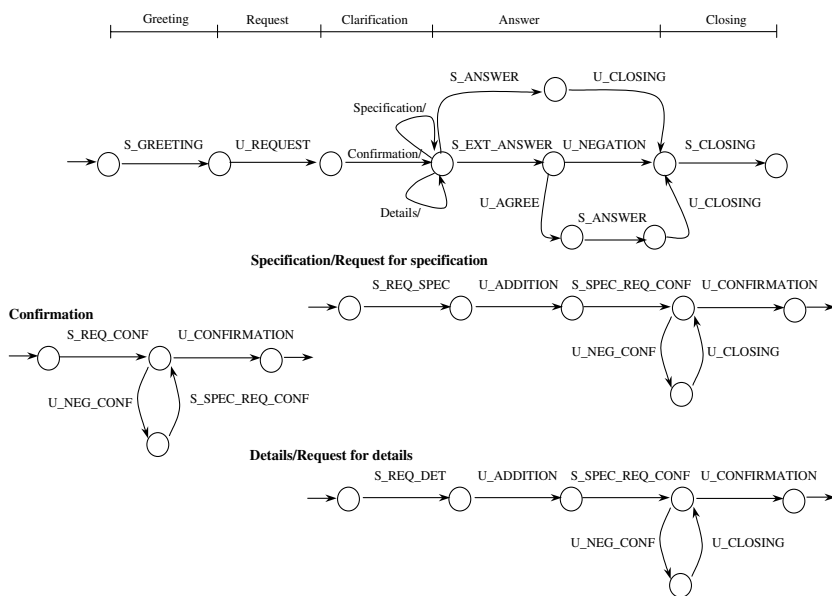 Greeting Request Clarification Answer Closing
S_ANSWER U_CLOSING
Specification/
S_GREETING U_REQUEST Confirmation/ S_EXT_ANSWER U_NEGATION S_CLOSING
Details/
U_AGREE S_ANSWER U_CLOSING
Specification/Request for specification
S_REQ_SPEC U_ADDITION S_SPEC_REQ_CONF U_CONFIRMATION
U_NEG_CONF U_CLOSING
Confirmation
S_REQ_CONF U_CONFIRMATION
U_NEG_CONF S_SPEC_REQ_CONF
Details/Request for details
S_REQ_DET U_ADDITION S_SPEC_REQ_CONF U_CONFIRMATION
U_NEG_CONF U_CLOSING